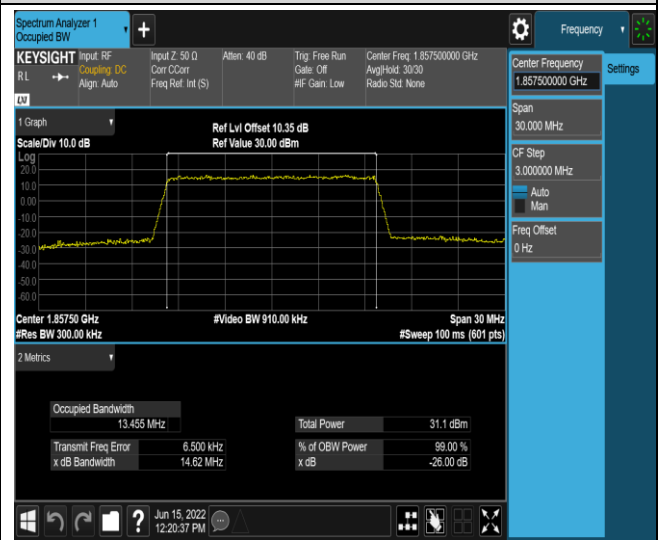 Spectrum Analyzer 1
Occupied BW
Frequency
KEYSIGHT
Input: RF
Coupling: DC
Align: Auto
Input Z: 50 Ω
Corr CCorr
Freq Ref: Int (S)
Atten: 40 dB
Trig: Free Run
Gate: Off
#IF Gain: Low
Center Freq: 1.857500000 GHz
Avg|Hold: 30/30
Radio Std: None
R L
LXI
1 Graph
Scale/Div 10.0 dB
Ref Lvl Offset 10.35 dB
Ref Value 30.00 dBm
Log
20.0
10.0
0.00
-10.0
-20.0
-30.0
-40.0
-50.0
-60.0
Center 1.85750 GHz
#Video BW 910.00 kHz
Span 30 MHz
#Res BW 300.00 kHz
#Sweep 100 ms (601 pts)
2 Metrics
Occupied Bandwidth
13.455 MHz
Total Power 31.1 dBm
Transmit Freq Error 6.500 kHz
% of OBW Power 99.00 %
x dB Bandwidth 14.62 MHz
x dB -26.00 dB
Jun 15, 2022
12:20:37 PM
Center Frequency
1.857500000 GHz
Settings
Span
30.000 MHz
CF Step
3.000000 MHz
Auto
Man
Freq Offset
0 Hz